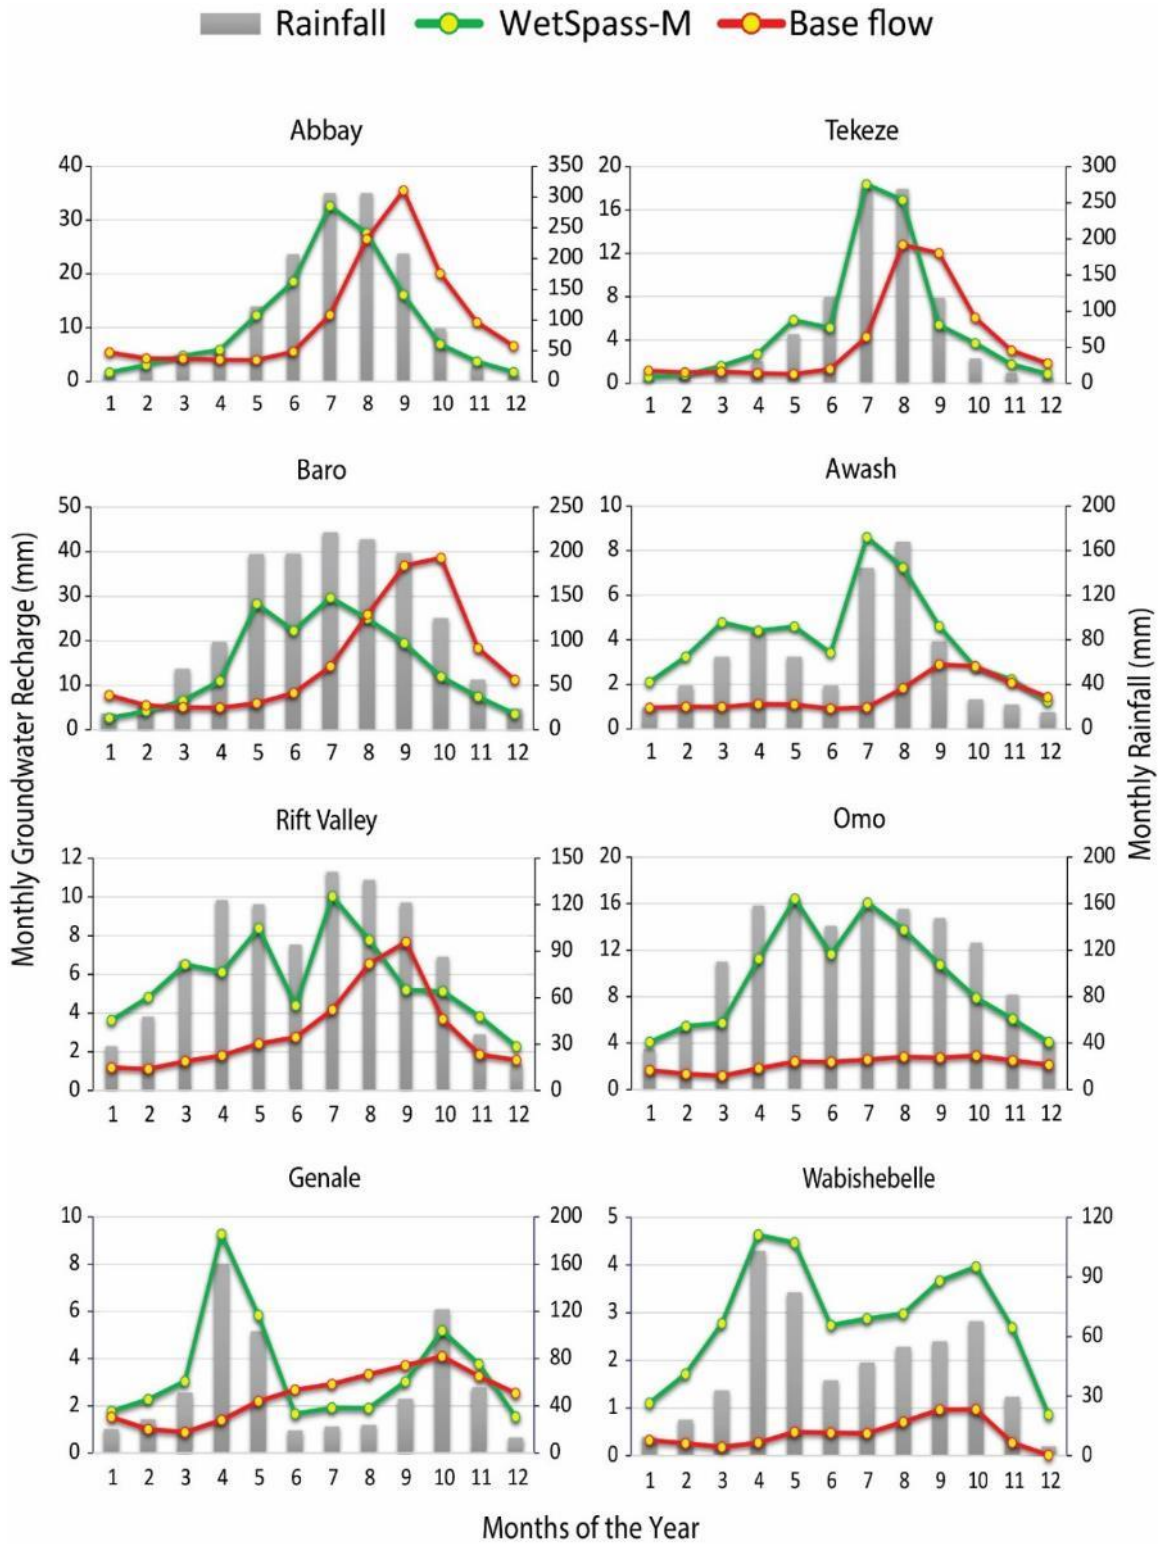 Rainfall WetSpass-M Base flow
Abbay
40 350
300
30 250
200
20 150
10 100
50
0 0
1 2 3 4 5 6 7 8 9 10 11 12
Tekeze
20 300
16 250
12 200
150
8 100
4 50
0 0
1 2 3 4 5 6 7 8 9 10 11 12
Baro
50 250
40 200
30 150
20 100
10 50
0 0
1 2 3 4 5 6 7 8 9 10 11 12
Awash
10 200
8 160
6 120
4 80
2 40
0 0
1 2 3 4 5 6 7 8 9 10 11 12
Monthly Groundwater Recharge (mm)
Monthly Rainfall (mm)
Rift Valley
12 150
10 120
8 90
6
4 60
2 30
0 0
1 2 3 4 5 6 7 8 9 10 11 12
Omo
20 200
16 160
12 120
8 80
4 40
0 0
1 2 3 4 5 6 7 8 9 10 11 12
Genale
10 200
8 160
6 120
4 80
2 40
0 0
1 2 3 4 5 6 7 8 9 10 11 12
Wabishebelle
5 120
4 90
3 60
2 30
1
0 0
1 2 3 4 5 6 7 8 9 10 11 12
Months of the Year